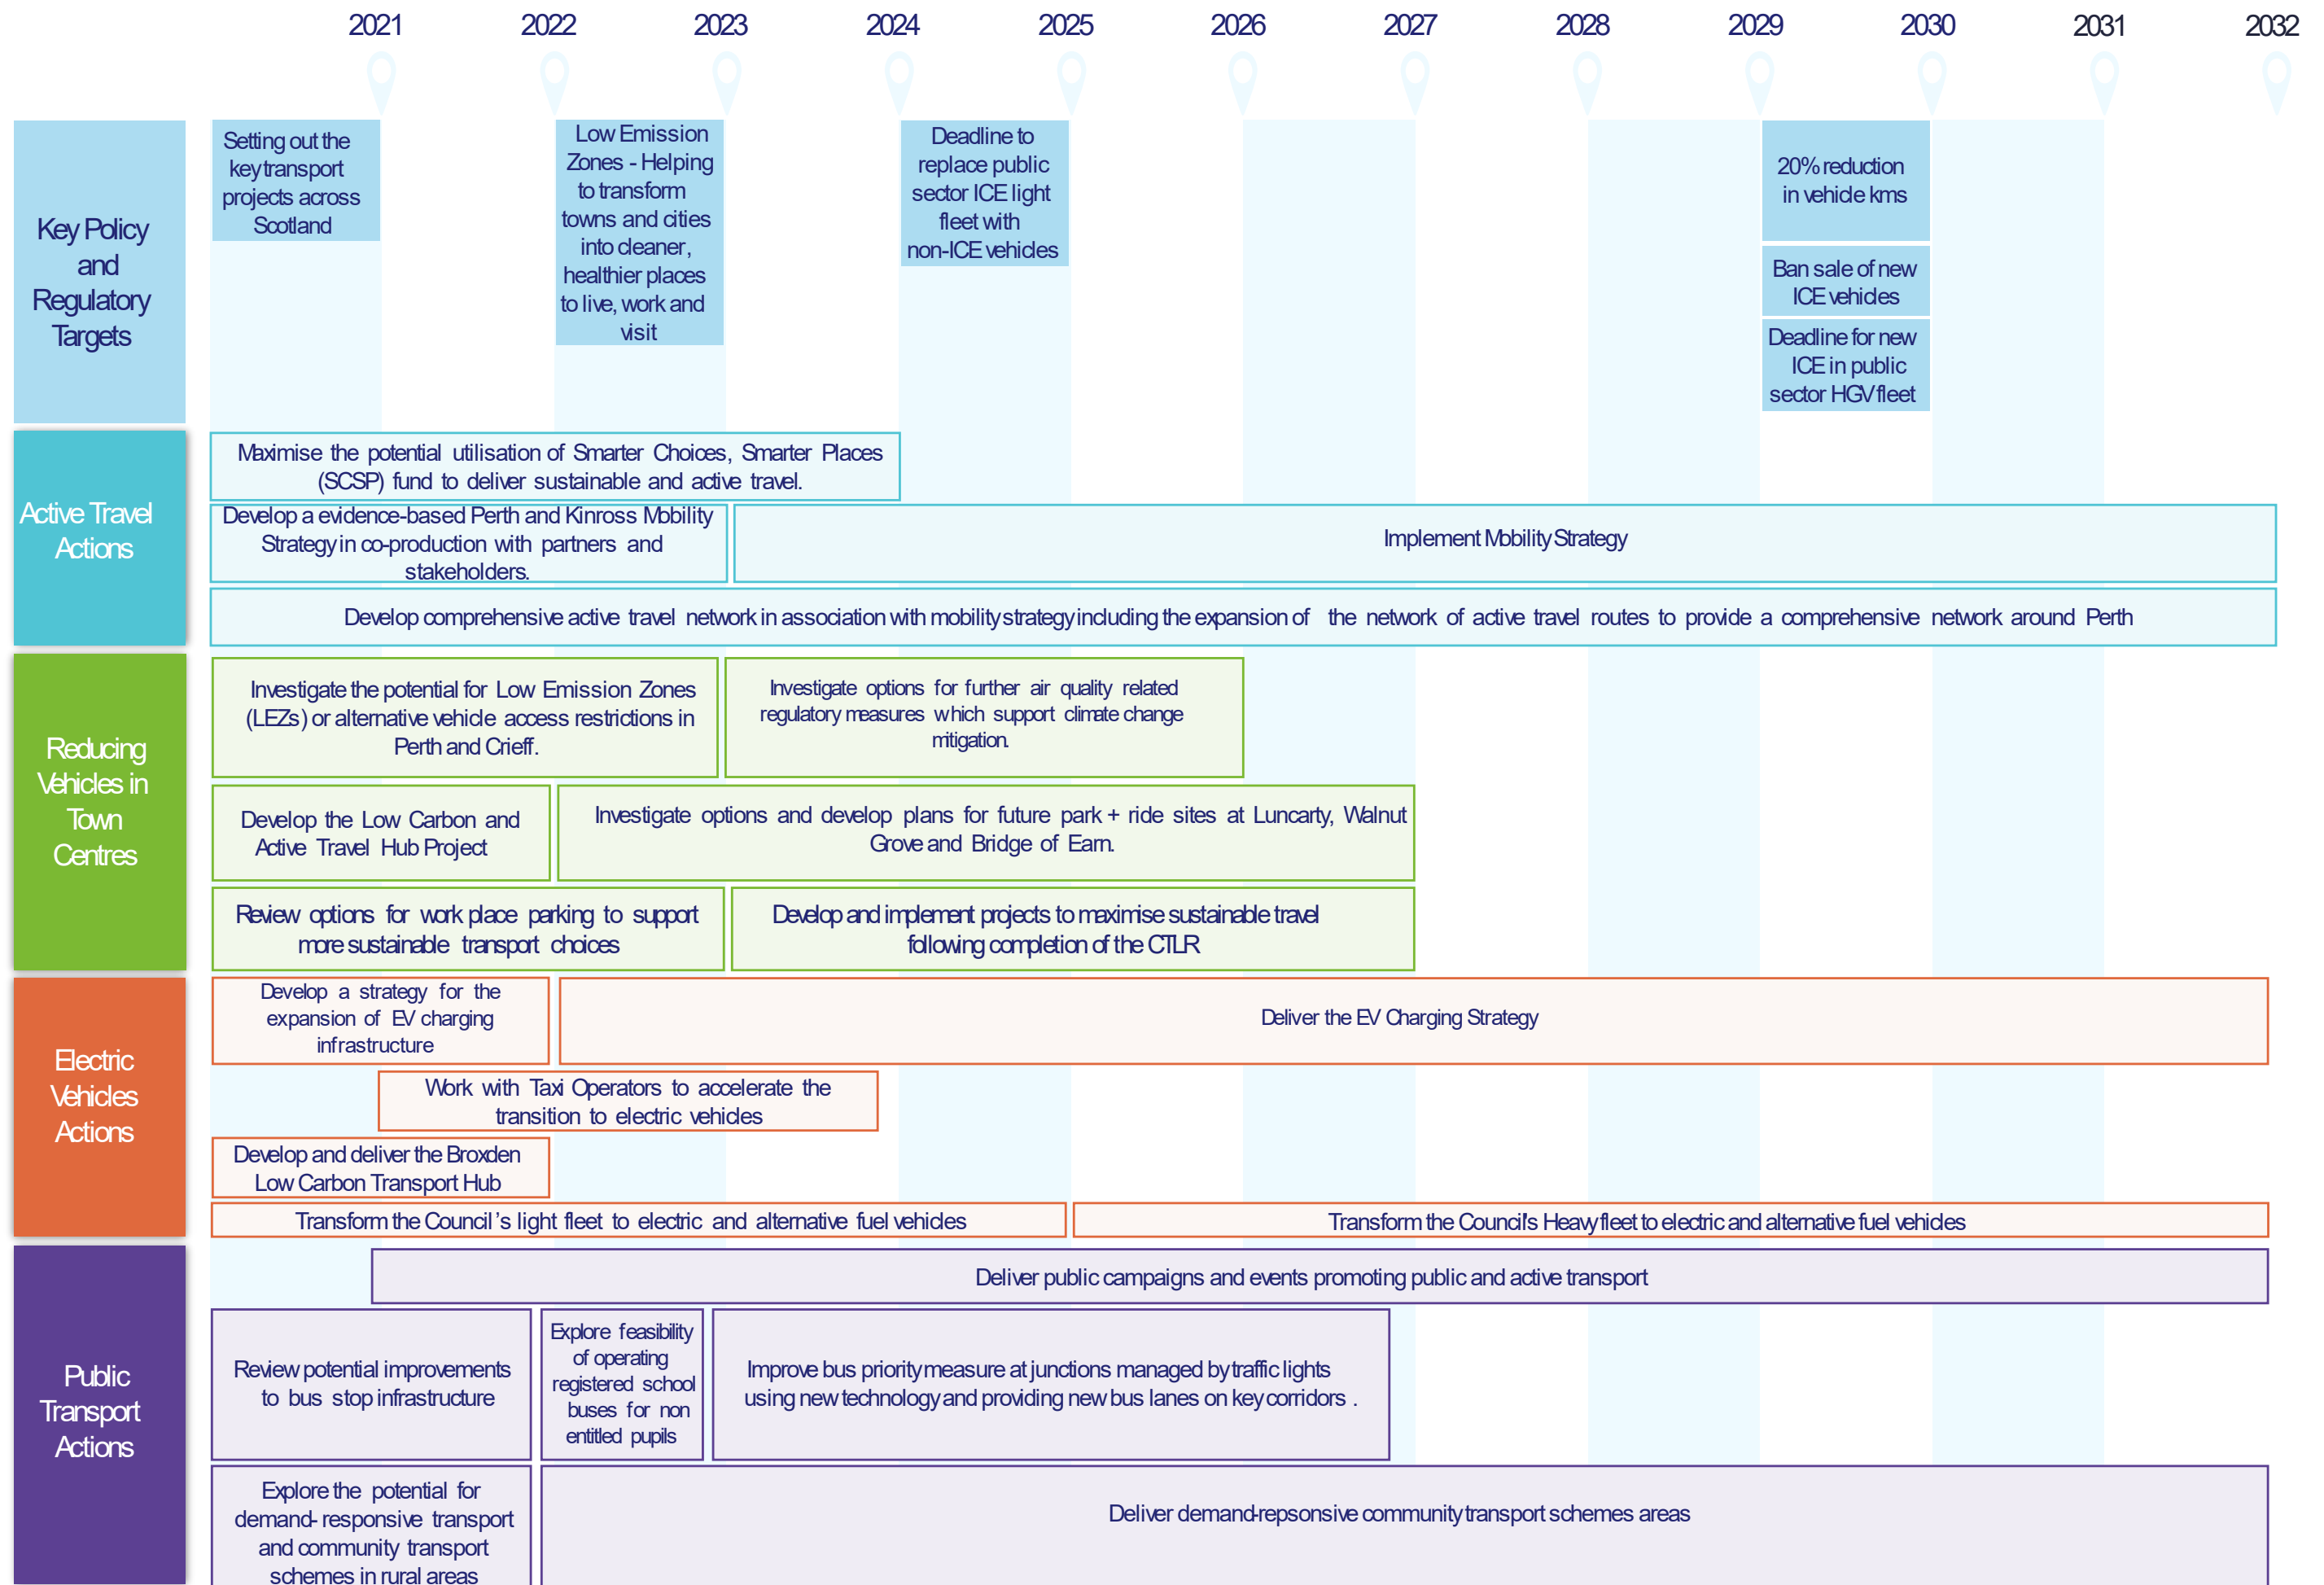 2021 2022 2023 2024 2025 2026 2027 2028 2029 2030 2031 2032
Key Policy
and
Regulatory
Targets
Setting out the
key transport
projects across
Scotland
Low Emission
Zones - Helping
to transform
towns and cities
into cleaner,
healthier places
to live, work and
visit
Deadline to
replace public
sector ICE light
fleet with
non-ICE vehicles
20% reduction
in vehicle kms
Ban sale of new
ICE vehicles
Deadline for new
ICE in public
sector HGV fleet
Active Travel
Actions
Maximise the potential utilisation of Smarter Choices, Smarter Places
(SCSP) fund to deliver sustainable and active travel.
Develop a evidence-based Perth and Kinross Mobility
Strategy in co-production with partners and
stakeholders.
Implement Mobility Strategy
Develop comprehensive active travel network in association with mobility strategy including the expansion of the network of active travel routes to provide a comprehensive network around Perth
Reducing
Vehicles in
Town
Centres
Investigate the potential for Low Emission Zones
(LEZs) or alternative vehicle access restrictions in
Perth and Crieff.
Investigate options for further air quality related
regulatory measures which support climate change
mitigation.
Develop the Low Carbon and
Active Travel Hub Project
Investigate options and develop plans for future park + ride sites at Luncarty, Walnut
Grove and Bridge of Earn.
Review options for work place parking to support
more sustainable transport choices
Develop and implement projects to maximise sustainable travel
following completion of the CTLR
Electric
Vehicles
Actions
Develop a strategy for the
expansion of EV charging
infrastructure
Deliver the EV Charging Strategy
Work with Taxi Operators to accelerate the
transition to electric vehicles
Develop and deliver the Broxden
Low Carbon Transport Hub
Transform the Council's light fleet to electric and alternative fuel vehicles
Transform the Council's Heavy fleet to electric and alternative fuel vehicles
Public
Transport
Actions
Deliver public campaigns and events promoting public and active transport
Review potential improvements
to bus stop infrastructure
Explore feasibility
of operating
registered school
buses for non
entitled pupils
Improve bus priority measure at junctions managed by traffic lights
using new technology and providing new bus lanes on key corridors .
Explore the potential for
demand- responsive transport
and community transport
schemes in rural areas
Deliver demand-repsonsive community transport schemes areas